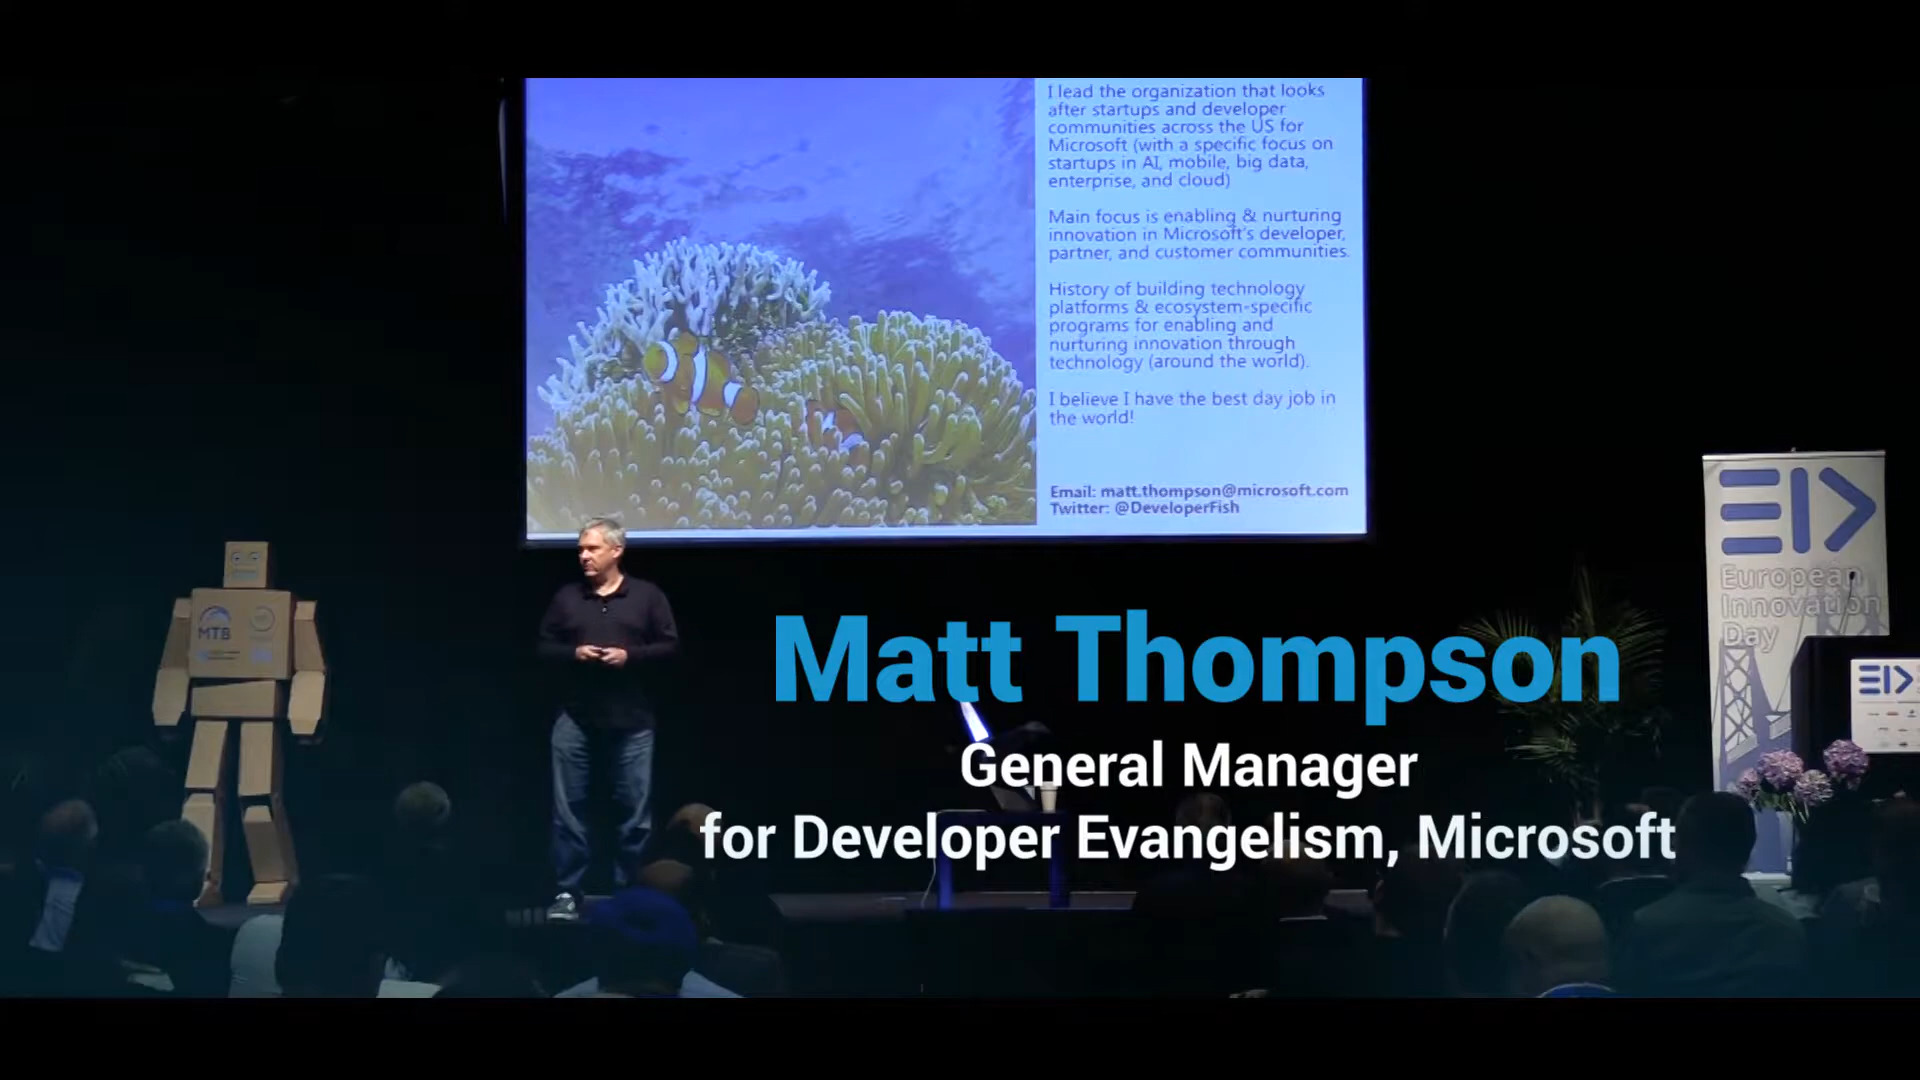 I lead the organization that looks
after startups and developer
communities across the US for
Microsoft (with a specific focus on
startups in AI, mobile, big data,
enterprise, and cloud)
Main focus is enabling & nurturing
innovation in Microsoft's developer,
partner, and customer communities.
History of building technology
platforms & ecosystem-specific
programs for enabling and
nurturing innovation through
technology (around the world).
I believe I have the best day job in
the world!
Email: matt.thompson@microsoft.com
Twitter: @DeveloperFish
MTB
Matt Thompson
General Manager
for Developer Evangelism, Microsoft
European
Innovation
Day